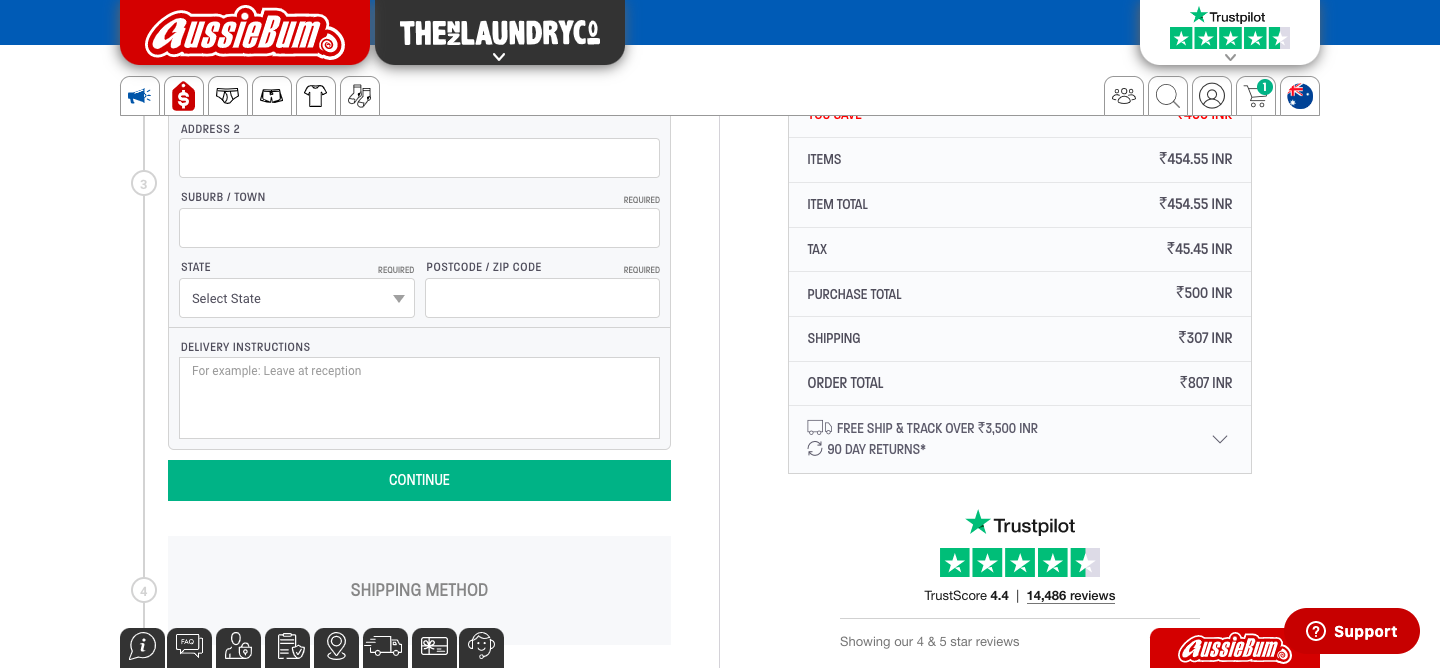 AussieBum
THE NZ LAUNDRY CO
Trustpilot
1
ADDRESS 2
3
SUBURB / TOWN
REQUIRED
STATE
REQUIRED
POSTCODE / ZIP CODE
REQUIRED
Select State
DELIVERY INSTRUCTIONS
For example: Leave at reception
CONTINUE
4
SHIPPING METHOD
FAQ
ITEMS ₹454.55 INR
ITEM TOTAL ₹454.55 INR
TAX ₹45.45 INR
PURCHASE TOTAL ₹500 INR
SHIPPING ₹307 INR
ORDER TOTAL ₹807 INR
FREE SHIP & TRACK OVER ₹3,500 INR
90 DAY RETURNS*
Trustpilot
TrustScore 4.4 | 14,486 reviews
Showing our 4 & 5 star reviews
AussieBum
Support